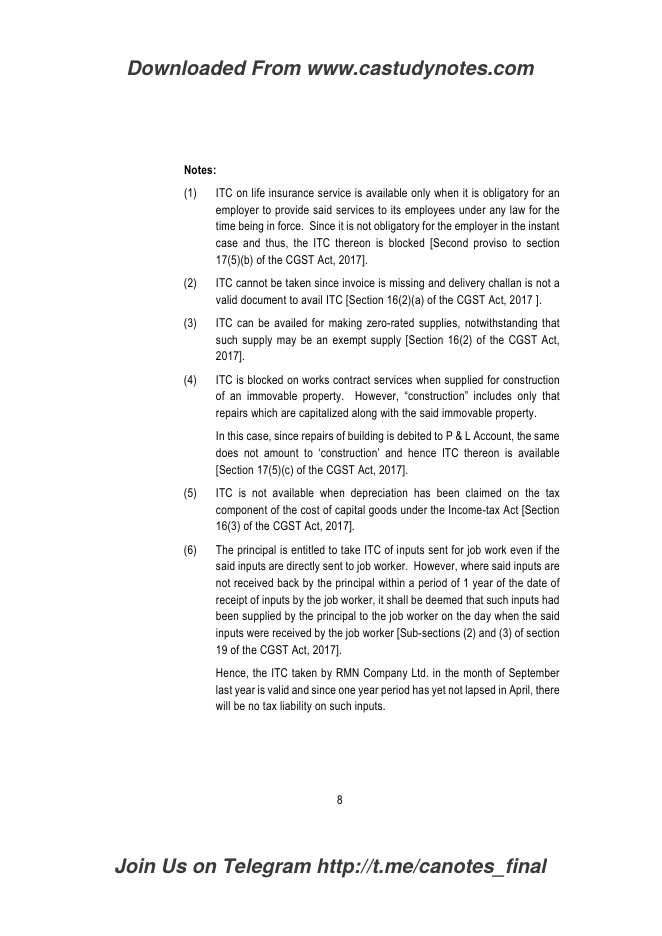 Downloaded From www.castudynotes.com
Notes:
(1) ITC on life insurance service is available only when it is obligatory for an
employer to provide said services to its employees under any law for the
time being in force. Since it is not obligatory for the employer in the instant
case and thus, the ITC thereon is blocked [Second proviso to section
17(5)(b) of the CGST Act, 2017].
(2) ITC cannot be taken since invoice is missing and delivery challan is not a
valid document to avail ITC [Section 16(2)(a) of the CGST Act, 2017 ].
(3) ITC can be availed for making zero-rated supplies, notwithstanding that
such supply may be an exempt supply [Section 16(2) of the CGST Act,
2017].
(4) ITC is blocked on works contract services when supplied for construction
of an immovable property. However, “construction” includes only that
repairs which are capitalized along with the said immovable property.
In this case, since repairs of building is debited to P & L Account, the same
does not amount to ‘construction’ and hence ITC thereon is available
[Section 17(5)(c) of the CGST Act, 2017].
(5) ITC is not available when depreciation has been claimed on the tax
component of the cost of capital goods under the Income-tax Act [Section
16(3) of the CGST Act, 2017].
(6) The principal is entitled to take ITC of inputs sent for job work even if the
said inputs are directly sent to job worker. However, where said inputs are
not received back by the principal within a period of 1 year of the date of
receipt of inputs by the job worker, it shall be deemed that such inputs had
been supplied by the principal to the job worker on the day when the said
inputs were received by the job worker [Sub-sections (2) and (3) of section
19 of the CGST Act, 2017].
Hence, the ITC taken by RMN Company Ltd. in the month of September
last year is valid and since one year period has yet not lapsed in April, there
will be no tax liability on such inputs.
8
Join Us on Telegram http://t.me/canotes_final